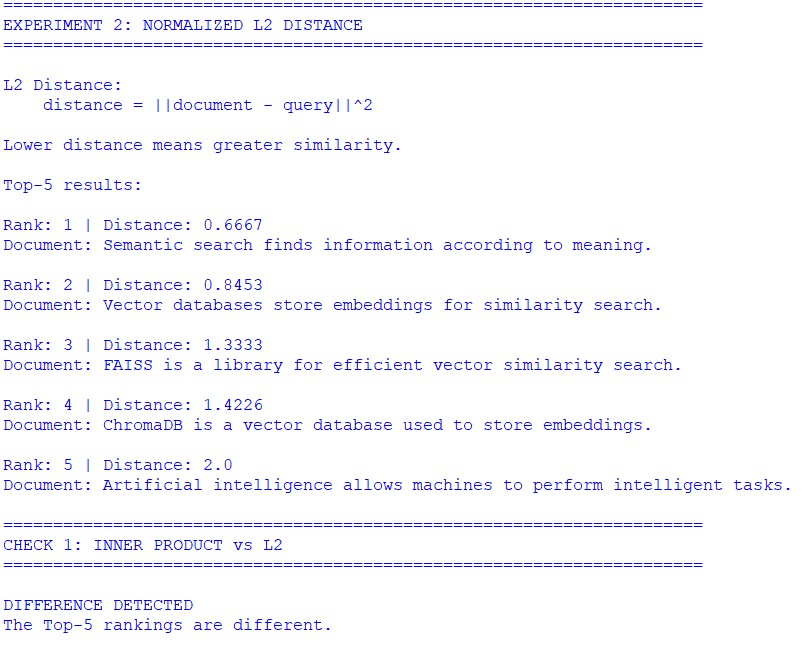 ======================================================================
EXPERIMENT 2: NORMALIZED L2 DISTANCE
======================================================================
L2 Distance:
    distance = ||document - query||^2
Lower distance means greater similarity.
Top-5 results:
Rank: 1 | Distance: 0.6667
Document: Semantic search finds information according to meaning.
Rank: 2 | Distance: 0.8453
Document: Vector databases store embeddings for similarity search.
Rank: 3 | Distance: 1.3333
Document: FAISS is a library for efficient vector similarity search.
Rank: 4 | Distance: 1.4226
Document: ChromaDB is a vector database used to store embeddings.
Rank: 5 | Distance: 2.0
Document: Artificial intelligence allows machines to perform intelligent tasks.
======================================================================
CHECK 1: INNER PRODUCT vs L2
======================================================================
DIFFERENCE DETECTED
The Top-5 rankings are different.